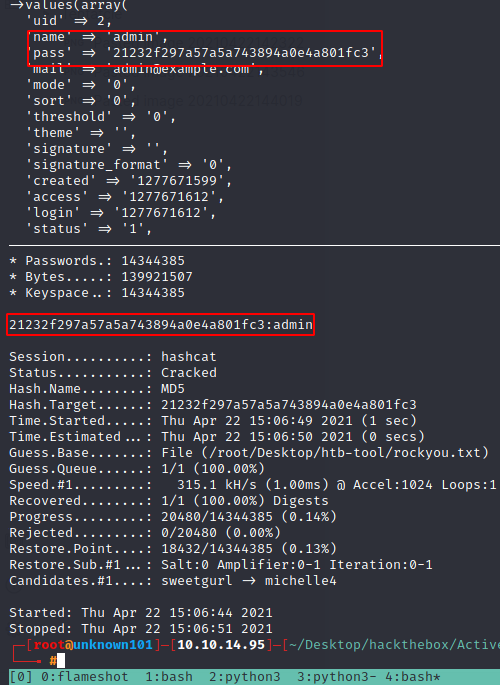 →values(array(
'uid' ⇒ 2,
'name' ⇒ 'admin',
'pass' ⇒ '21232f297a57a5a743894a0e4a801fc3',
'mail' ⇒ 'admin@example.com',
'mode' ⇒ '0',
'sort' ⇒ '0',
'threshold' ⇒ '0',
'theme' ⇒ '',
'signature' ⇒ '',
'signature_format' ⇒ '0',
'created' ⇒ '1277671599',
'access' ⇒ '1277671612',
'login' ⇒ '1277671612',
'status' ⇒ '1',
* Passwords.: 14344385
* Bytes.....: 139921507
* Keyspace..: 14344385
21232f297a57a5a743894a0e4a801fc3:admin
Session..........: hashcat
Status...........: Cracked
Hash.Name........: MD5
Hash.Target......: 21232f297a57a5a743894a0e4a801fc3
Time.Started.....: Thu Apr 22 15:06:49 2021 (1 sec)
Time.Estimated...: Thu Apr 22 15:06:50 2021 (0 secs)
Guess.Base.......: File (/root/Desktop/htb-tool/rockyou.txt)
Guess.Queue......: 1/1 (100.00%)
Speed.#1.........:   315.1 kH/s (1.00ms) @ Accel:1024 Loops:1
Recovered........: 1/1 (100.00%) Digests
Progress.........: 20480/14344385 (0.14%)
Rejected.........: 0/20480 (0.00%)
Restore.Point....: 18432/14344385 (0.13%)
Restore.Sub.#1...: Salt:0 Amplifier:0-1 Iteration:0-1
Candidates.#1....: sweetgurl → michelle4
Started: Thu Apr 22 15:06:44 2021
Stopped: Thu Apr 22 15:06:51 2021
┌─[root@unknown101]─[10.10.14.95]─[~/Desktop/hackthebox/Active
└──╼ #
[0] 0:flameshot  1:bash  2:python3  3:python3- 4:bash*